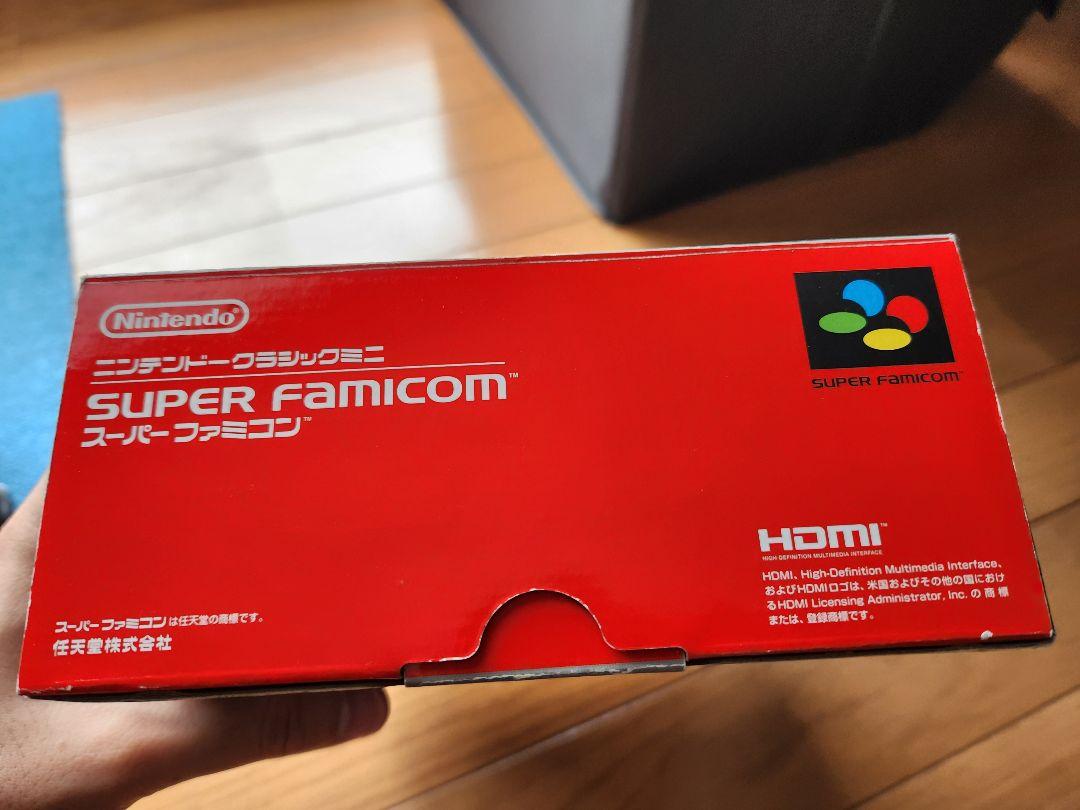 Nintendo
ニンテンドークラシックミニ
SUPER FAMICOM™
スーパーファミコン™
SUPER FAMICOM™
HDMI™
HIGH-DEFINITION MULTIMEDIA INTERFACE
HDMI、High-Definition Multimedia Interface、
およびHDMIロゴは、米国およびその他の国におけ
るHDMI Licensing Administrator, Inc. の商標
または、登録商標です。
スーパーファミコンは任天堂の商標です。
任天堂株式会社